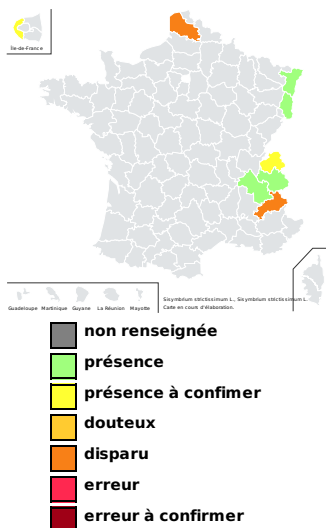 Île-de-France
Guadeloupe Martinique Guyane La Réunion Mayotte
Sisymbrium strictissimum L., Sisymbrium strictissimum L.
Carte en cours d'élaboration.
non renseignée
présence
présence à confimer
douteux
disparu
erreur
erreur à confirmer